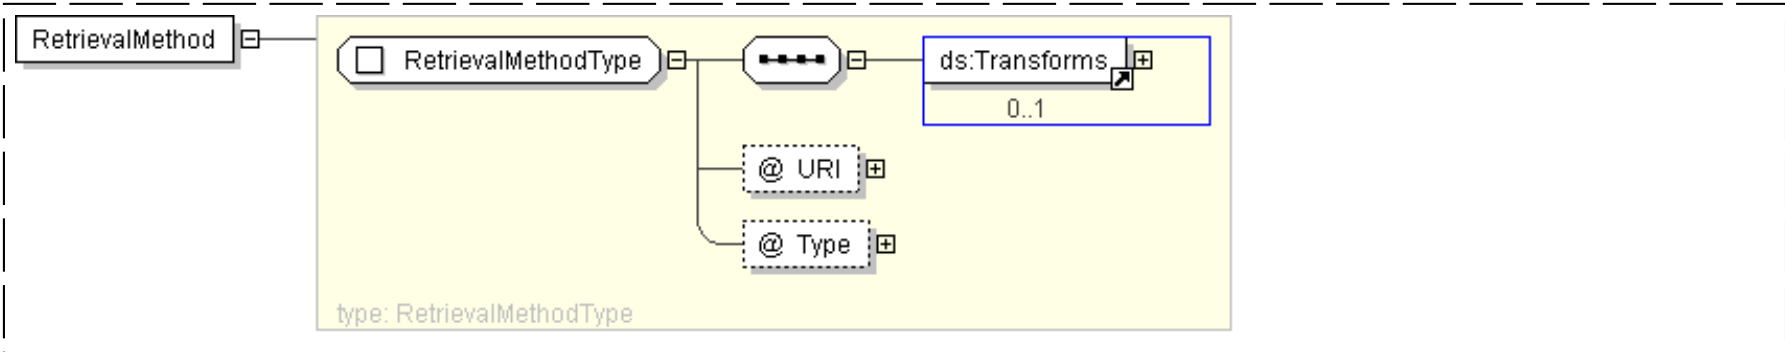 RetrievalMethod
RetrievalMethodType
ds:Transforms
0..1
@ URI
@ Type
type: RetrievalMethodType